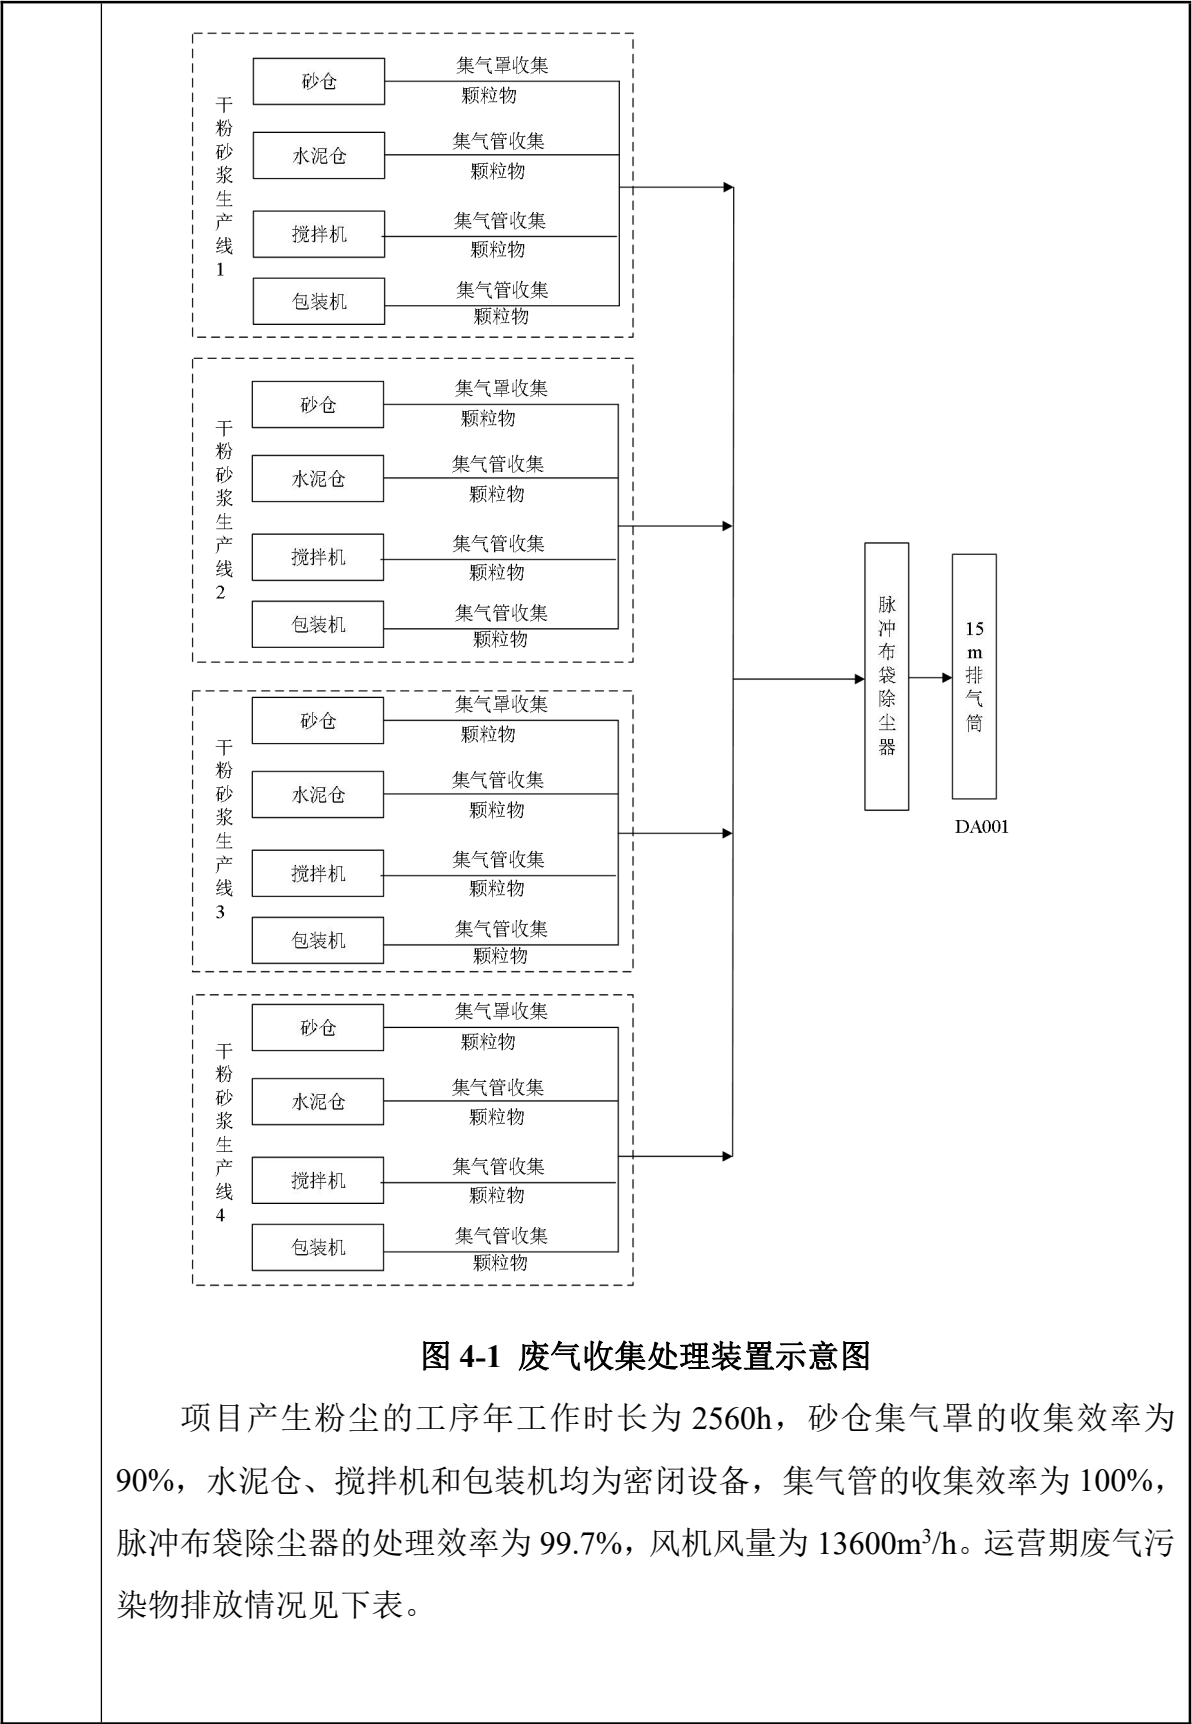 干粉砂浆生产线1
砂仓
集气罩收集
颗粒物
水泥仓
集气管收集
颗粒物
搅拌机
集气管收集
颗粒物
包装机
集气管收集
颗粒物
干粉砂浆生产线2
砂仓
集气罩收集
颗粒物
水泥仓
集气管收集
颗粒物
搅拌机
集气管收集
颗粒物
包装机
集气管收集
颗粒物
干粉砂浆生产线3
砂仓
集气罩收集
颗粒物
水泥仓
集气管收集
颗粒物
搅拌机
集气管收集
颗粒物
包装机
集气管收集
颗粒物
干粉砂浆生产线4
砂仓
集气罩收集
颗粒物
水泥仓
集气管收集
颗粒物
搅拌机
集气管收集
颗粒物
包装机
集气管收集
颗粒物
脉冲布袋除尘器
15m排气筒
DA001
图 4-1 废气收集处理装置示意图
项目产生粉尘的工序年工作时长为 2560h，砂仓集气罩的收集效率为
90%，水泥仓、搅拌机和包装机均为密闭设备，集气管的收集效率为 100%，
脉冲布袋除尘器的处理效率为 99.7%，风机风量为 13600m³/h。运营期废气污
染物排放情况见下表。